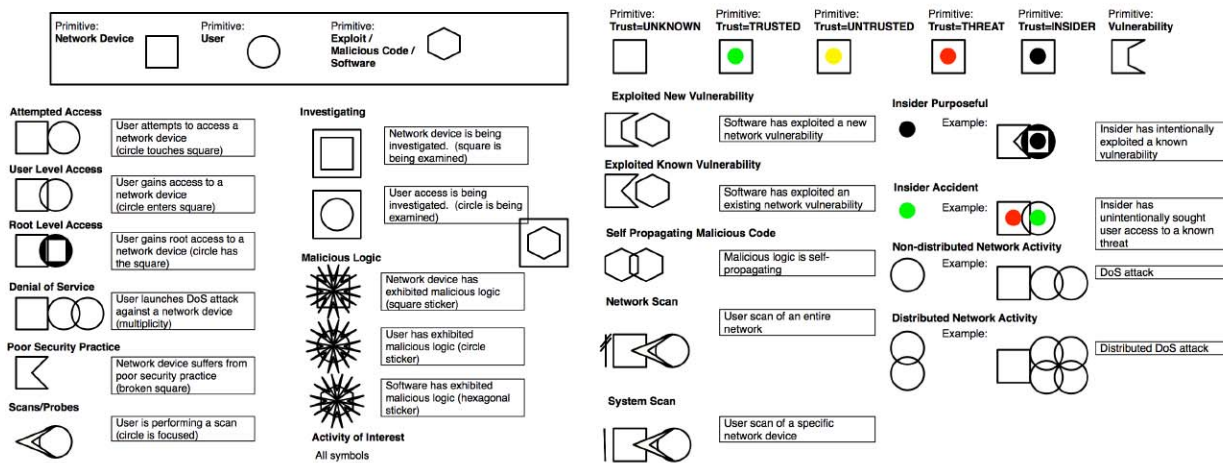 Primitive:
Network Device
Primitive:
User
Primitive:
Exploit /
Malicious Code /
Software
Attempted Access
User attempts to access a
network device
(circle touches square)
User Level Access
User gains access to a
network device
(circle enters square)
Root Level Access
User gains root access to a
network device (circle has
the square)
Denial of Service
User launches DoS attack
against a network device
(multiplicity)
Poor Security Practice
Network device suffers from
poor security practice
(broken square)
Scans/Probes
User is performing a scan
(circle is focused)
Investigating
Network device is being
investigated. (square is
being examined)
User access is being
investigated. (circle is being
examined)
Malicious Logic
Network device has
exhibited malicious logic
(square sticker)
User has exhibited
malicious logic (circle
sticker)
Software has exhibited
malicious logic (hexagonal
sticker)
Activity of Interest
All symbols
Primitive:
Trust=UNKNOWN
Primitive:
Trust=TRUSTED
Primitive:
Trust=UNTRUSTED
Primitive:
Trust=THREAT
Primitive:
Trust=INSIDER
Primitive:
Vulnerability
Exploited New Vulnerability
Software has exploited a new
network vulnerability
Exploited Known Vulnerability
Software has exploited an
existing network vulnerability
Self Propagating Malicious Code
Malicious logic is self-
propagating
Network Scan
User scan of an entire
network
System Scan
User scan of a specific
network device
Insider Purposeful
Example:
Insider has intentionally
exploited a known
vulnerability
Insider Accident
Example:
Insider has
unintentionally sought
user access to a known
threat
Non-distributed Network Activity
Example:
DoS attack
Distributed Network Activity
Example:
Distributed DoS attack